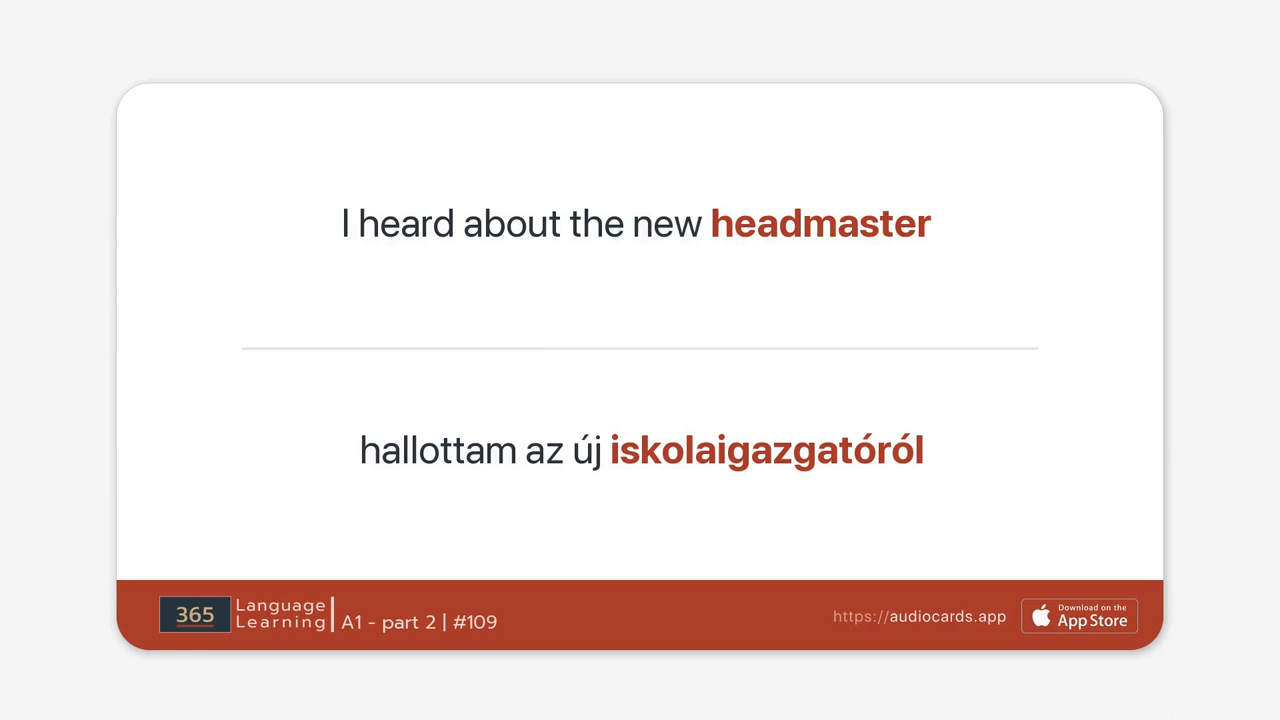 I heard about the new headmaster
hallottam az új iskolaigazgatóról
365
Language
Learning
A1 - part 2 | #109
https://audiocards.app
Download on the
App Store